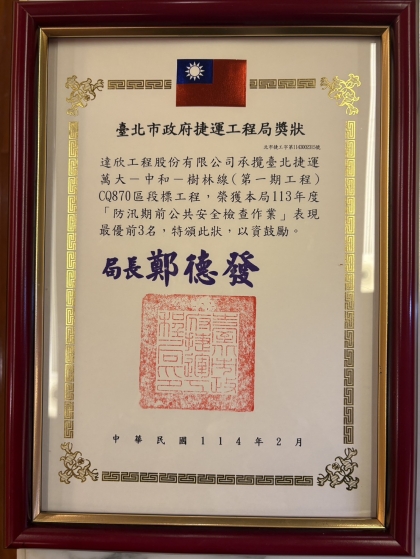 臺北市政府捷運工程局獎狀
達欣工程股份有限公司承攬臺北捷運
萬大－中和－樹林線(第一期工程)
CQ870區段標工程，榮獲本局113年度
「防汛期前公共安全檢查作業」表現
最優前3名，特頒此狀，以資鼓勵。
局長鄭德發
中華民國114年2月